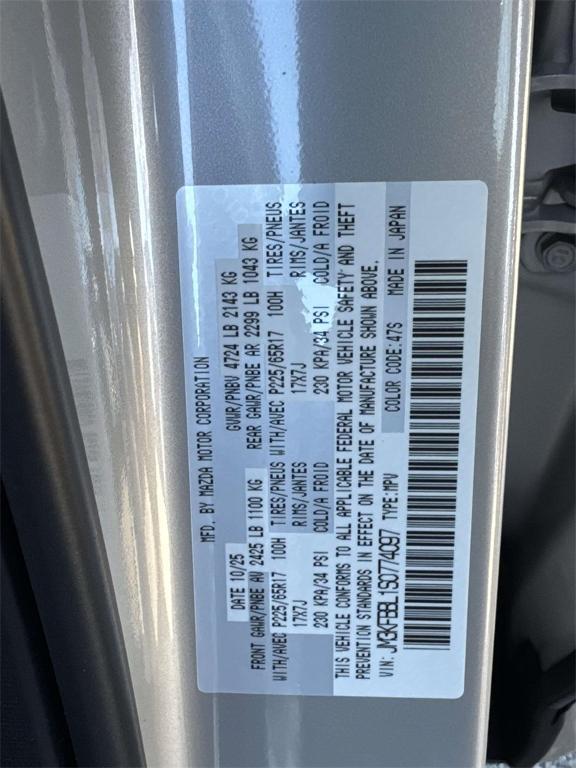 MFD. BY MAZDA MOTOR CORPORATION
DATE 10/25 GVWR/PNBV 4724 LB 2143 KG
FRONT GAWR/PNBE AV 2425 LB 1100 KG REAR GAWR/PNBE AR 2299 LB 1043 KG
WITH/AVEC P225/65R17 100H TIRES/PNEUS WITH/AVEC P225/65R17 100H TIRES/PNEUS
17X7J RIMS/JANTES 17X7J RIMS/JANTES
230 KPA/34 PSI COLD/A FROID 230 KPA/34 PSI COLD/A FROID
THIS VEHICLE CONFORMS TO ALL APPLICABLE FEDERAL MOTOR VEHICLE SAFETY AND THEFT
PREVENTION STANDARDS IN EFFECT ON THE DATE OF MANUFACTURE SHOWN ABOVE.
VIN: JM3KFBBL1S0774097 TYPE:MPV COLOR CODE:47S MADE IN JAPAN